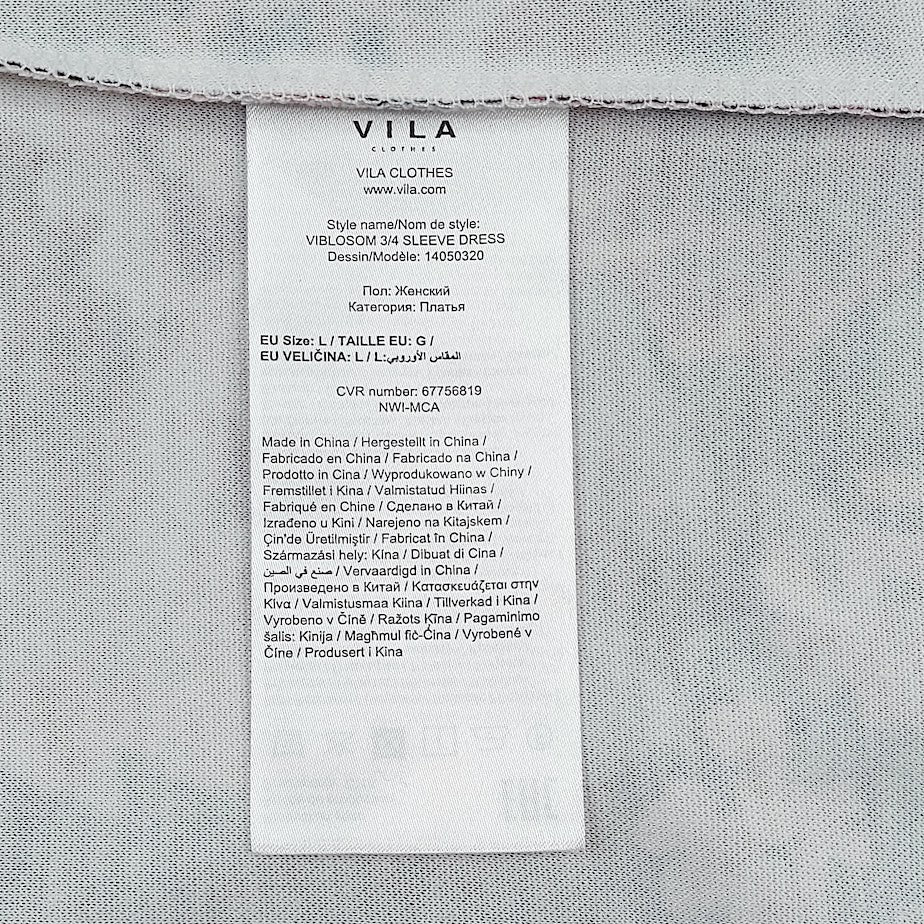 VILA
CLOTHES
VILA CLOTHES
www.vila.com
Style name/Nom de style:
VIBLOSOM 3/4 SLEEVE DRESS
Dessin/Modèle: 14050320
Пол: Женский
Категория: Платья
EU Size: L / TAILLE EU: G /
EU VELIČINA: L / L:المقاس الأوروبي
CVR number: 67756819
NWI-MCA
Made in China / Hergestellt in China /
Fabricado en China / Fabricado na China /
Prodotto in Cina / Wyprodukowano w Chiny /
Fremstillet i Kina / Valmistatud Hiinas /
Fabriqué en Chine / Сделано в Китай /
Izrađeno u Kini / Narejeno na Kitajskem /
Çin'de Üretilmiştir / Fabricat în China /
Származási hely: Kína / Dibuat di Cina /
صنع في الصين / Vervaardigd in China /
Произведено в Китай / Κατασκευάζεται στην
Κίνα / Valmistusmaa Kiina / Tillverkad i Kina /
Vyrobeno v Číně / Ražots Ķīna / Pagaminimo
šalis: Kinija / Magħmul fiċ-Ċina / Vyrobené v
Číne / Produsert i Kina